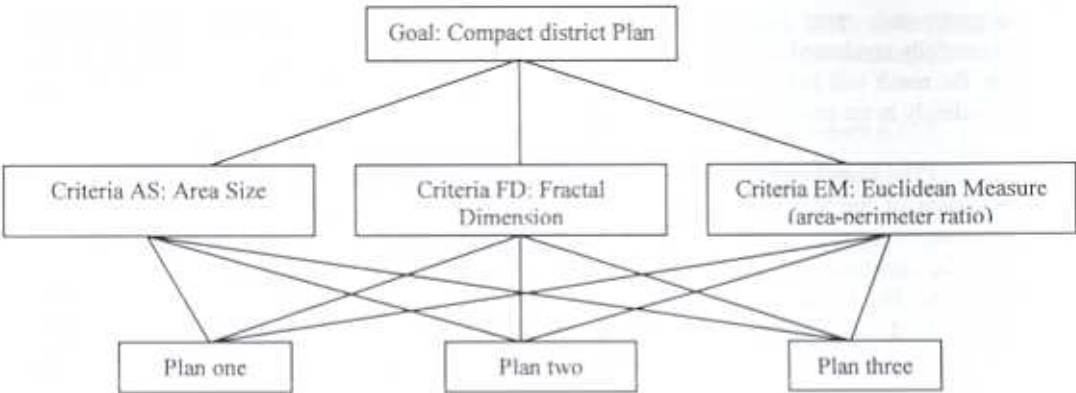 Goal: Compact district Plan
Criteria AS: Area Size
Criteria FD: Fractal
Dimension
Criteria EM: Euclidean Measure
(area-perimeter ratio)
Plan one
Plan two
Plan three